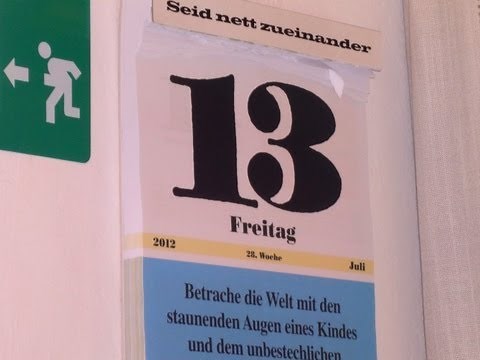 Seid nett zueinander
13
Freitag
2012 28. Woche Juli
Betrache die Welt mit den
staunenden Augen eines Kindes
und dem unbestechlichen